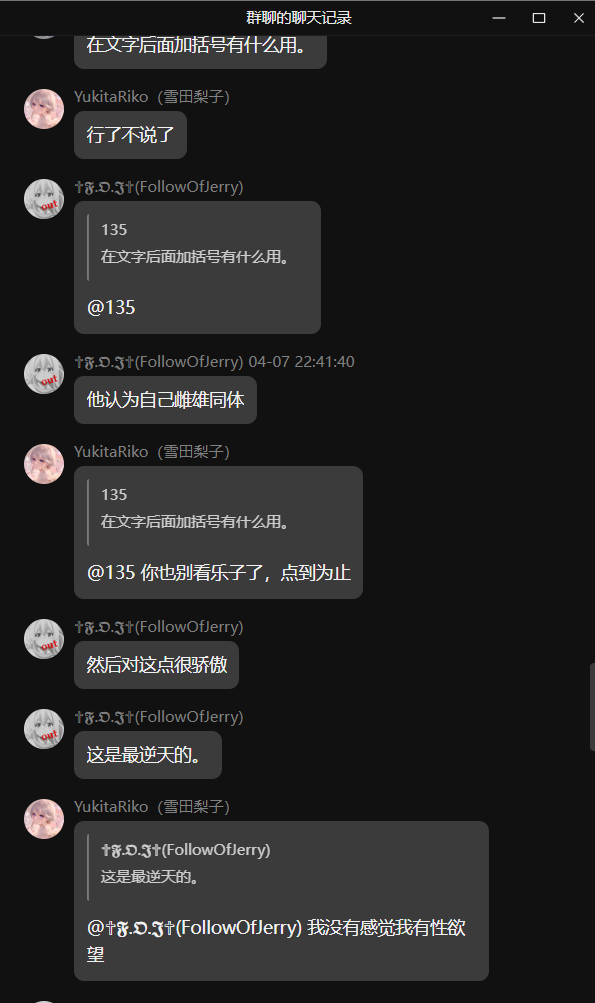 群聊的聊天记录
在文字后面加括号有什么用。
YukitaRiko（雪田梨子）
行了不说了
✝𝕱.𝕺.𝕵✝(FollowOfJerry)
135
在文字后面加括号有什么用。
@135
✝𝕱.𝕺.𝕵✝(FollowOfJerry) 04-07 22:41:40
他认为自己雌雄同体
YukitaRiko（雪田梨子）
135
在文字后面加括号有什么用。
@135 你也别看乐子了，点到为止
✝𝕱.𝕺.𝕵✝(FollowOfJerry)
然后对这点很骄傲
✝𝕱.𝕺.𝕵✝(FollowOfJerry)
这是最逆天的。
YukitaRiko（雪田梨子）
✝𝕱.𝕺.𝕵✝(FollowOfJerry)
这是最逆天的。
@✝𝕱.𝕺.𝕵✝(FollowOfJerry) 我没有感觉我有性欲
望
out
out
out
out